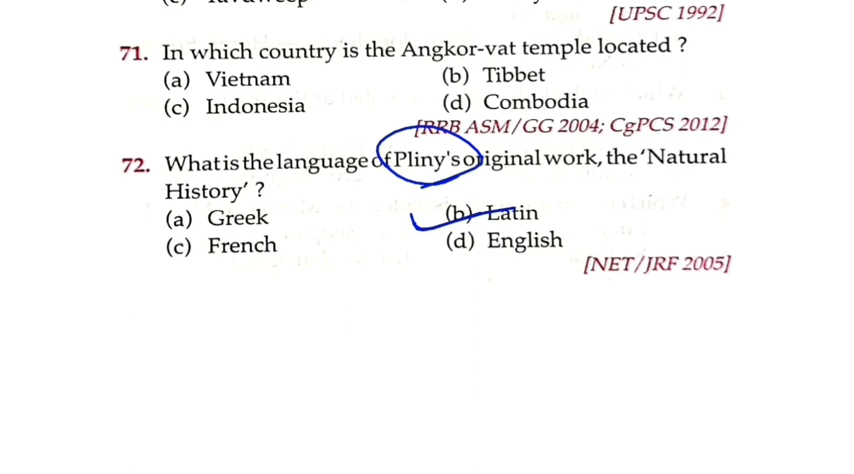 [UPSC 1992]
71. In which country is the Angkor-vat temple located ?
(a) Vietnam (b) Tibbet
(c) Indonesia (d) Combodia
[RRB ASM/GG 2004; CgPCS 2012]
72. What is the language of Pliny's original work, the 'Natural
History' ?
(a) Greek (b) Latin
(c) French (d) English
[NET/JRF 2005]